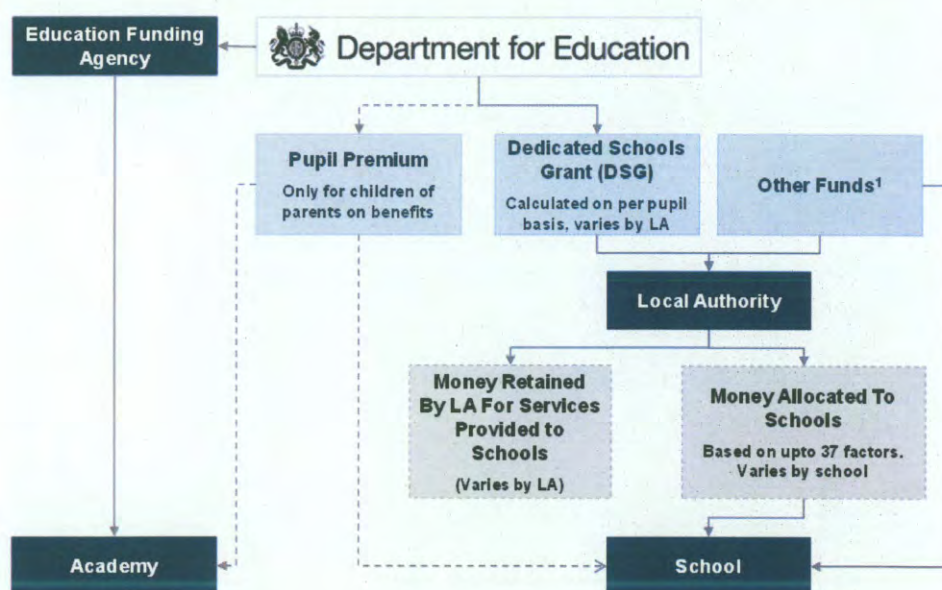 Education Funding
Agency
Department for Education
Pupil Premium
Only for children of
parents on benefits
Dedicated Schools
Grant (DSG)
Calculated on per pupil
basis, varies by LA
Other Funds¹
Local Authority
Money Retained
By LA For Services
Provided to
Schools
(Varies by LA)
Money Allocated To
Schools
Based on upto 37 factors.
Varies by school
Academy
School